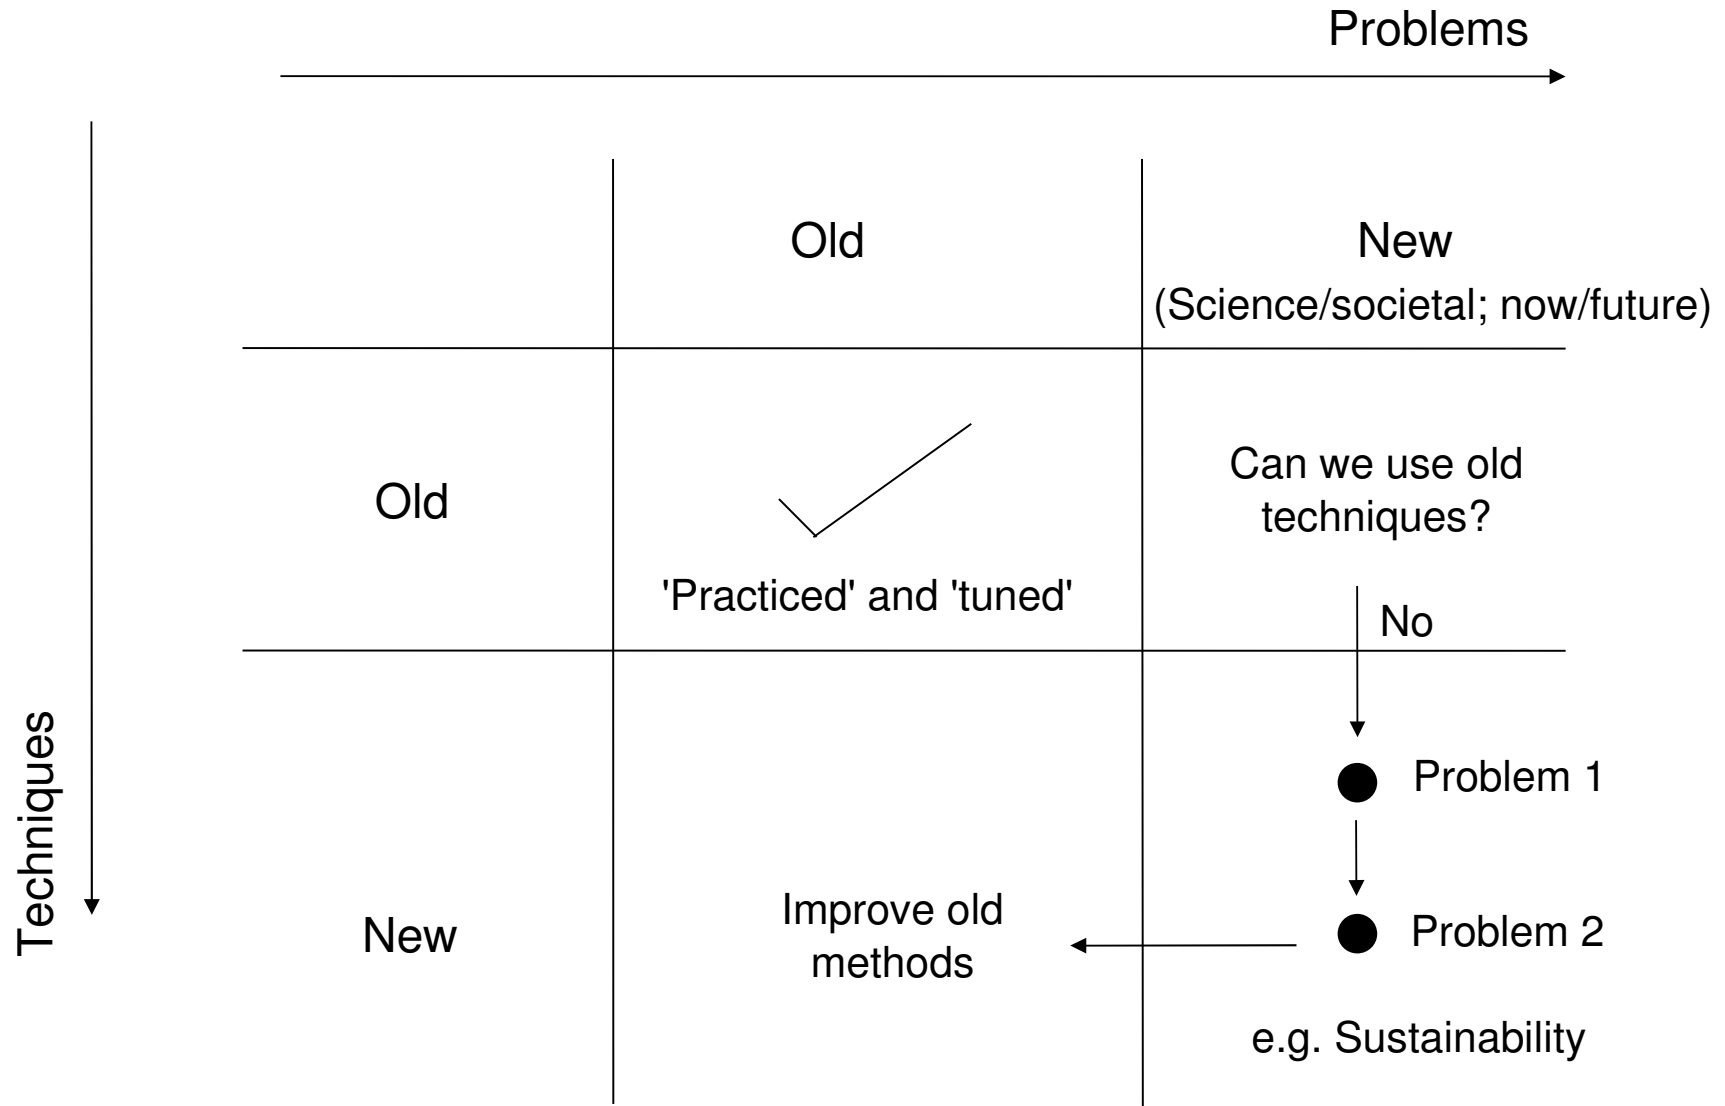 Problems
Old
New
(Science/societal; now/future)
Old
'Practiced' and 'tuned'
Can we use old
techniques?
No
Techniques
New
Improve old
methods
Problem 1
Problem 2
e.g. Sustainability